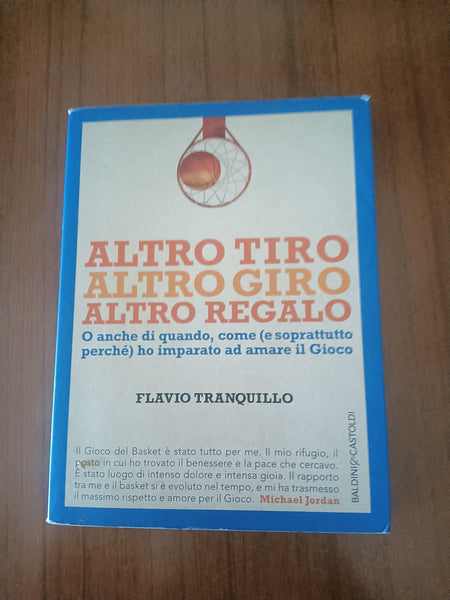 ALTRO TIRO
ALTRO GIRO
ALTRO REGALO
O anche di quando, come (e soprattutto
perché) ho imparato ad amare il Gioco
FLAVIO TRANQUILLO
Il Gioco del Basket è stato tutto per me. Il mio rifugio, il
posto in cui ho trovato il benessere e la pace che cercavo.
È stato luogo di intenso dolore e intensa gioia. Il rapporto
tra me e il basket si è evoluto nel tempo, e mi ha trasmesso
il massimo rispetto e amore per il Gioco. Michael Jordan
BALDINI&CASTOLDI